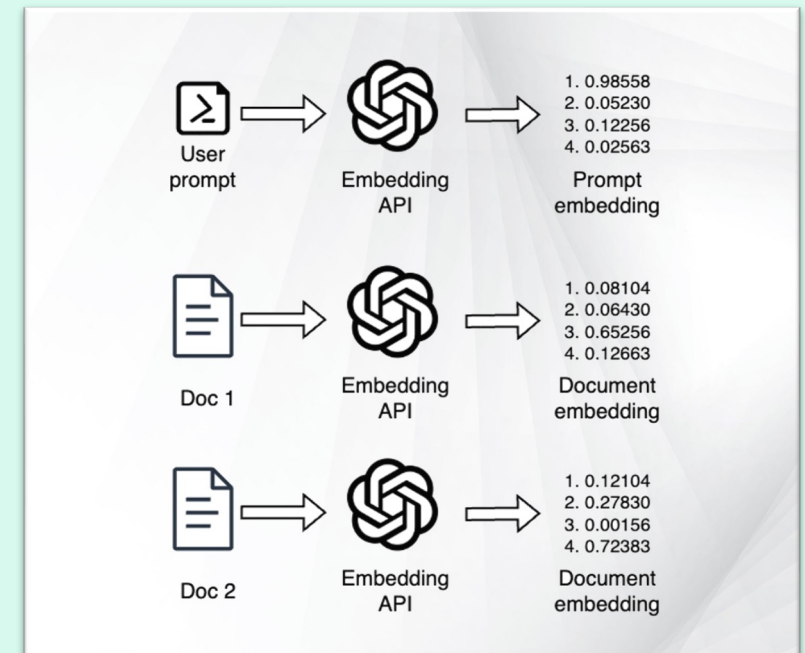 1. 0.98558
2. 0.05230
3. 0.12256
4. 0.02563
User
prompt
Embedding
API
Prompt
embedding
1. 0.08104
2. 0.06430
3. 0.65256
4. 0.12663
Doc 1
Embedding
API
Document
embedding
1. 0.12104
2. 0.27830
3. 0.00156
4. 0.72383
Doc 2
Embedding
API
Document
embedding